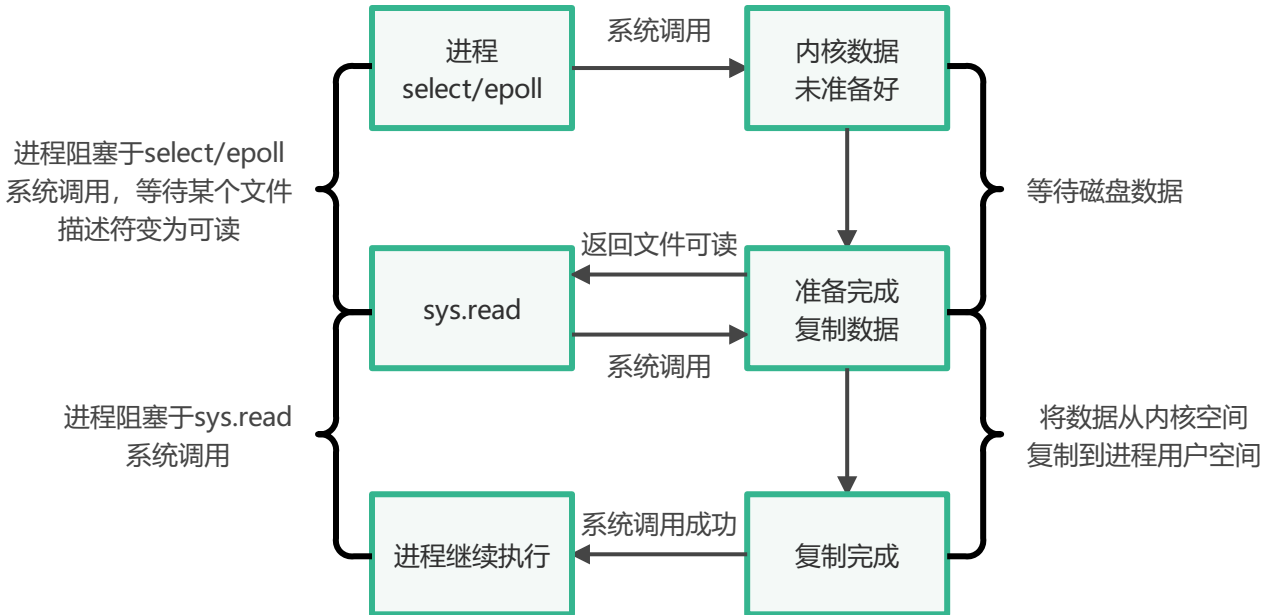 系统调用
进程
select/epoll
内核数据
未准备好
进程阻塞于select/epoll
系统调用，等待某个文件
描述符变为可读
等待磁盘数据
返回文件可读
sys.read
准备完成
复制数据
系统调用
进程阻塞于sys.read
系统调用
将数据从内核空间
复制到进程用户空间
系统调用成功
进程继续执行
复制完成